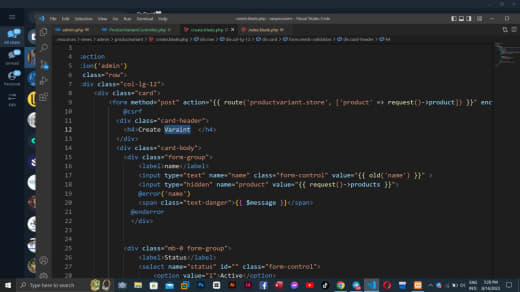 File Edit Selection View Go Run Terminal Help
create.blade.php - Visual Studio Code
admin.php
ProductVariantController.php
create.blade.php
index.blade.php
resources > views > admin > productvariant > create.blade.php > div.row > div.col-lg-12 > div.card > form.needs-validation > div.card-header > h4
3
4 :ection
5 :ion('admin')
6 class="row">
7 :div class="col-lg-12">
8 <div class="card">
9 <form method="post" action="{{ route('productvariant.store', ['product' => request()->product]) }}" enc
10 @csrf
11 <div class="card-header">
12 <h4>Create Varaint </h4>
13 </div>
14 <div class="card-body">
15 <div class="form-group">
16 <label>name</label>
17 <input type="text" name="name" class="form-control" value="{{ old('name') }}" >
18 <input type="hidden" name="product" value="{{ request()->products }}">
19 @error('name')
20 <span class="text-danger">{{ $message }}</span>
21 @enderror
22 </div>
23
24
25 <div class="mb-0 form-group">
26 <label>Status</label>
27 <select name="status" id="" class="form-control">
28 <option value="1">Active</option>
Type here to search
ENG
INTL
5:28 PM
8/14/2023